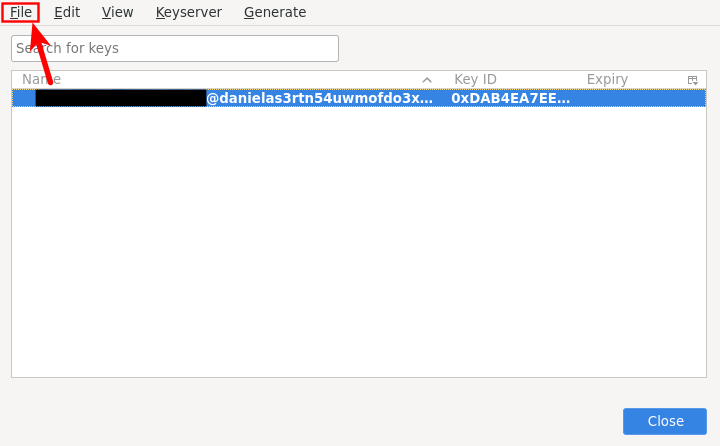 File Edit View Keyserver Generate
Search for keys
Name Key ID Expiry
@danielas3rtn54uwmofdo3x… 0xDAB4EA7EE…
Close